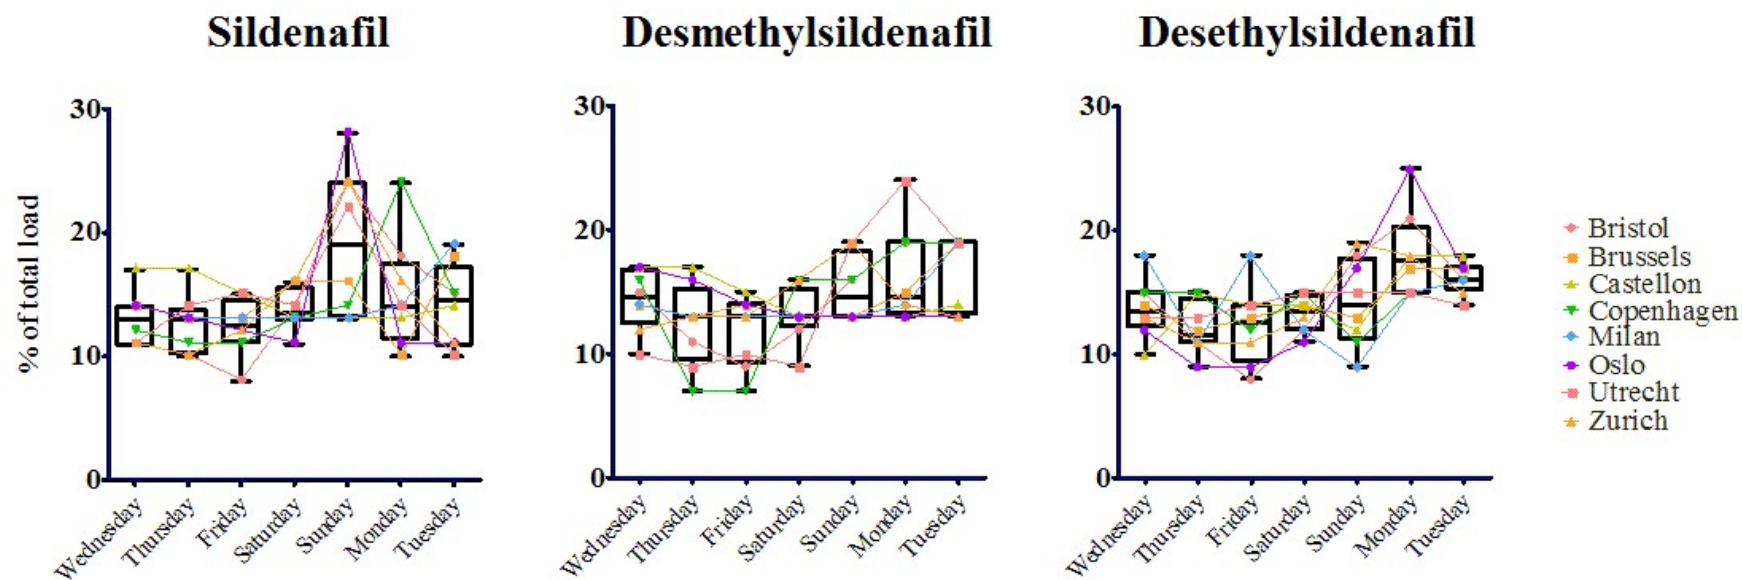 Sildenafil
Desmethylsildenafil
Desethylsildenafil
% of total load
30
20
10
0
Wednesday
Thursday
Friday
Saturday
Sunday
Monday
Tuesday
30
20
10
0
Wednesday
Thursday
Friday
Saturday
Sunday
Monday
Tuesday
30
20
10
0
Wednesday
Thursday
Friday
Saturday
Sunday
Monday
Tuesday
Bristol
Brussels
Castellon
Copenhagen
Milan
Oslo
Utrecht
Zurich